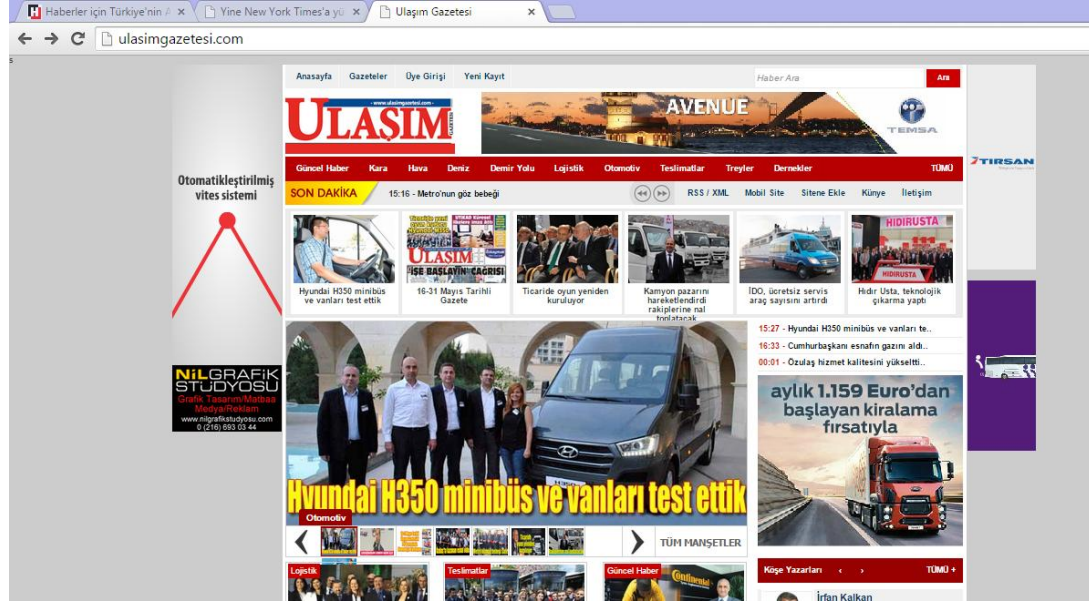 Haberler için Türkiye'nin A
Yine New York Times'a yü
Ulaşım Gazetesi
ulasimgazetesi.com
s
Anasayfa Gazeteler Üye Girişi Yeni Kayıt
Haber Ara
Ara
- www.ulasimgazetesi.com -
ULAŞIM
GAZETESİ
AVENUE
TEMSA
TIRSAN
Güncel Haber Kara Hava Deniz Demir Yolu Lojistik Otomotiv Teslimatlar Treyler Dernekler TÜMÜ
Otomatikleştirilmiş
vites sistemi
SON DAKİKA 15:16 - Metro'nun göz bebeği
RSS / XML Mobil Site Sitene Ekle Künye İletişim
ULAŞIM
İŞE BAŞLAYIN ÇAĞRISI
HIDIRUSTA
HIDIRUSTA
Hyundai H350 minibüs
ve vanları test ettik
16-31 Mayıs Tarihli
Gazete
Ticaride oyun yeniden
kuruluyor
Kamyon pazarını
hareketlendirdi
rakiplerine nal
toplatacak
İDO, ücretsiz servis
araç sayısını artırdı
Hıdır Usta, teknolojik
çıkarma yaptı
15:27 - Hyundai H350 minibüs ve vanları te..
16:33 - Cumhurbaşkanı esnafın gazını aldı..
00:01 - Özulaş hizmet kalitesini yükseltti..
NiLGRAFiK
STÜDYOSU
Grafik Tasarım/Matbaa
Medya/Reklam
www.nilgrafikstudyosu.com
0 (216) 693 03 44
aylık 1.159 Euro'dan
başlayan kiralama
fırsatıyla
Hyundai H350 minibüs ve vanları test ettik
Otomotiv
TÜM MANŞETLER
Lojistik
Teslimatlar
Güncel Haber
Continental
Köşe Yazarları ‹ › TÜMÜ +
İrfan Kalkan